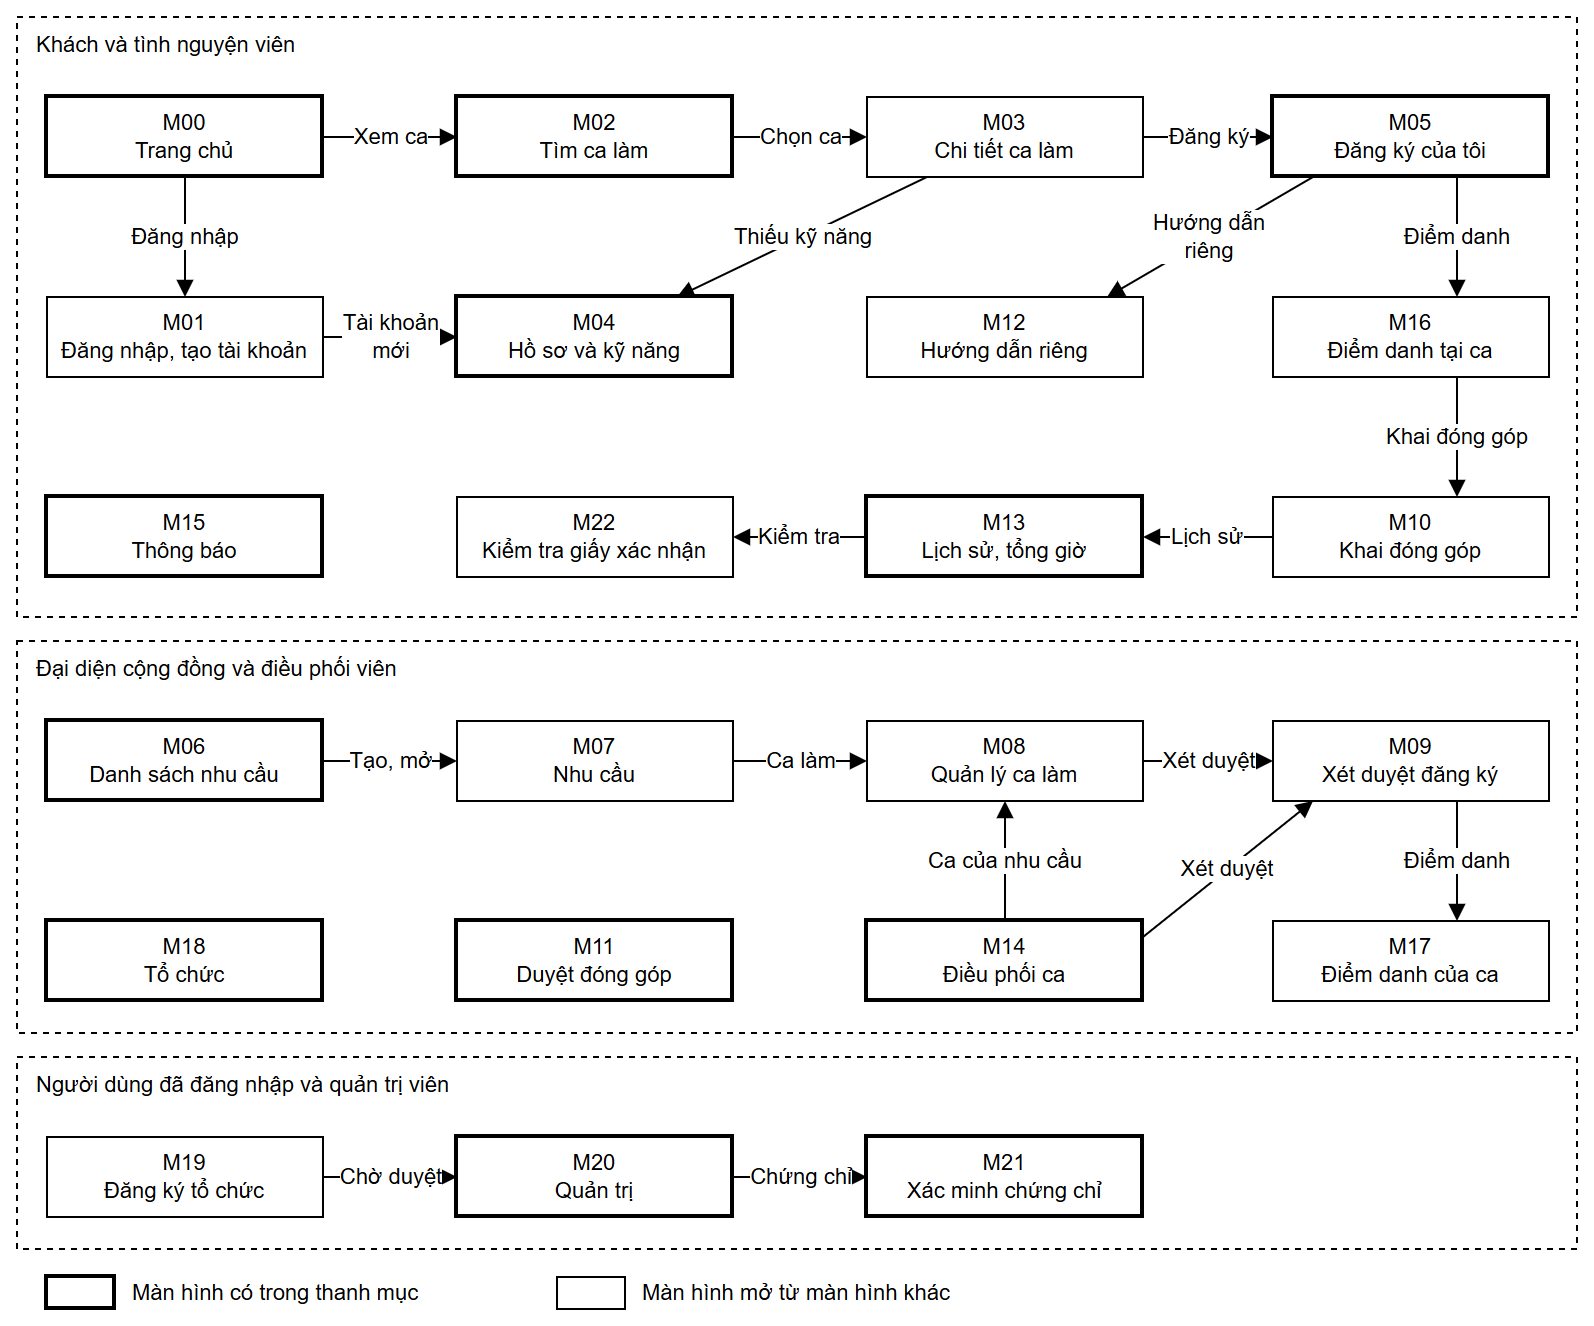 Khách và tình nguyện viên
M00
Trang chủ
Xem ca
M02
Tìm ca làm
Chọn ca
M03
Chi tiết ca làm
Đăng ký
M05
Đăng ký của tôi
Đăng nhập
Thiếu kỹ năng
Hướng dẫn
riêng
Điểm danh
M01
Đăng nhập, tạo tài khoản
Tài khoản
mới
M04
Hồ sơ và kỹ năng
M12
Hướng dẫn riêng
M16
Điểm danh tại ca
Khai đóng góp
M15
Thông báo
M22
Kiểm tra giấy xác nhận
Kiểm tra
M13
Lịch sử, tổng giờ
Lịch sử
M10
Khai đóng góp
Đại diện cộng đồng và điều phối viên
M06
Danh sách nhu cầu
Tạo, mở
M07
Nhu cầu
Ca làm
M08
Quản lý ca làm
Xét duyệt
M09
Xét duyệt đăng ký
Ca của nhu cầu
Xét duyệt
Điểm danh
M18
Tổ chức
M11
Duyệt đóng góp
M14
Điều phối ca
M17
Điểm danh của ca
Người dùng đã đăng nhập và quản trị viên
M19
Đăng ký tổ chức
Chờ duyệt
M20
Quản trị
Chứng chỉ
M21
Xác minh chứng chỉ
Màn hình có trong thanh mục
Màn hình mở từ màn hình khác